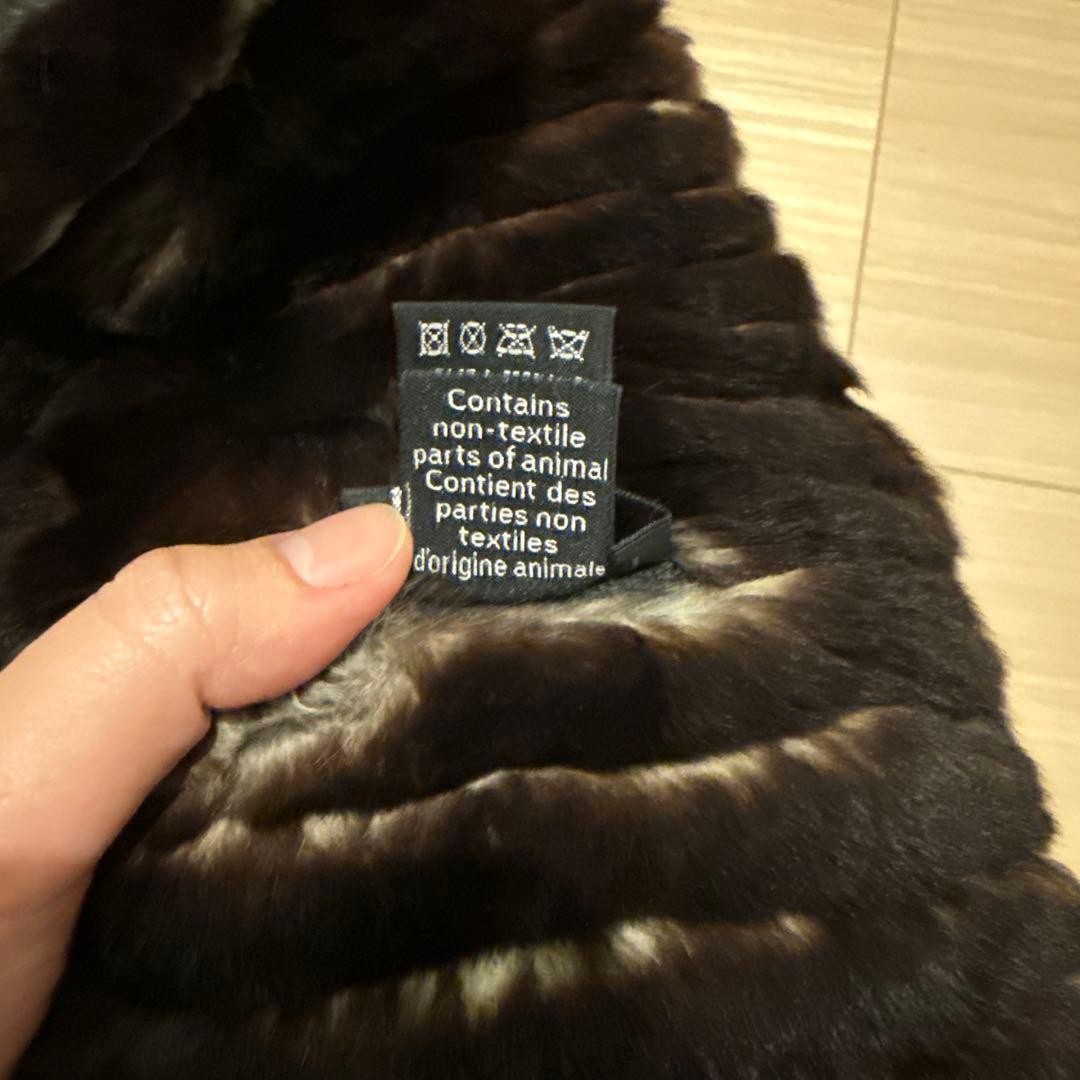 Contains
non-textile
parts of animal
Contient des
parties non
textiles
d'origine animale